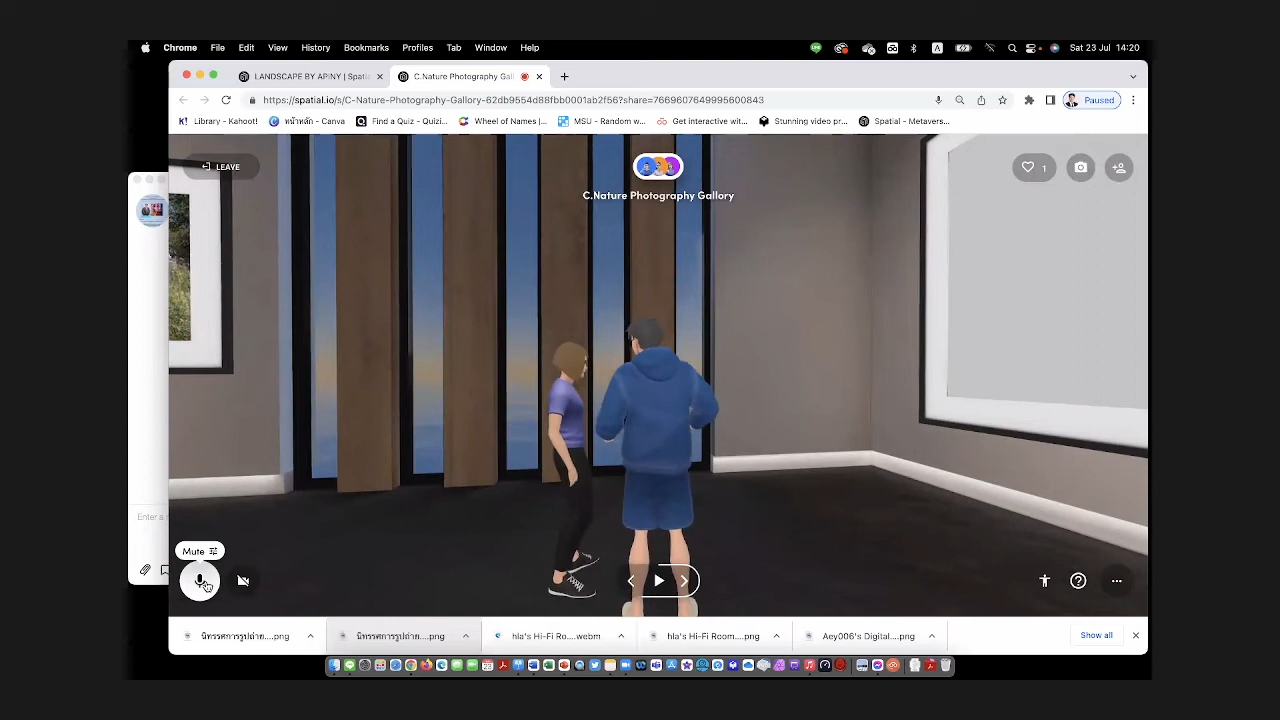 Chrome File Edit View History Bookmarks Profiles Tab Window Help
A Sat 23 Jul 14:20
LANDSCAPE BY APINY | Spati
C.Nature Photography Gall
https://spatial.io/s/C-Nature-Photography-Gallory-62db9554d88fbb0001ab2f56?share=7669607649995600843
Paused
K! Library - Kahoot! หน้าหลัก - Canva Find a Quiz - Quizi... Wheel of Names |... MSU - Random w... Get interactive wit... Stunning video pr... Spatial - Metavers...
LEAVE
1
C.Nature Photography Gallory
Enter a
Mute
นิทรรศการรูปถ่าย....png
นิทรรศการรูปถ่าย....png
hla's Hi-Fi Ro....webm
hla's Hi-Fi Room....png
Aey006's Digital....png
Show all